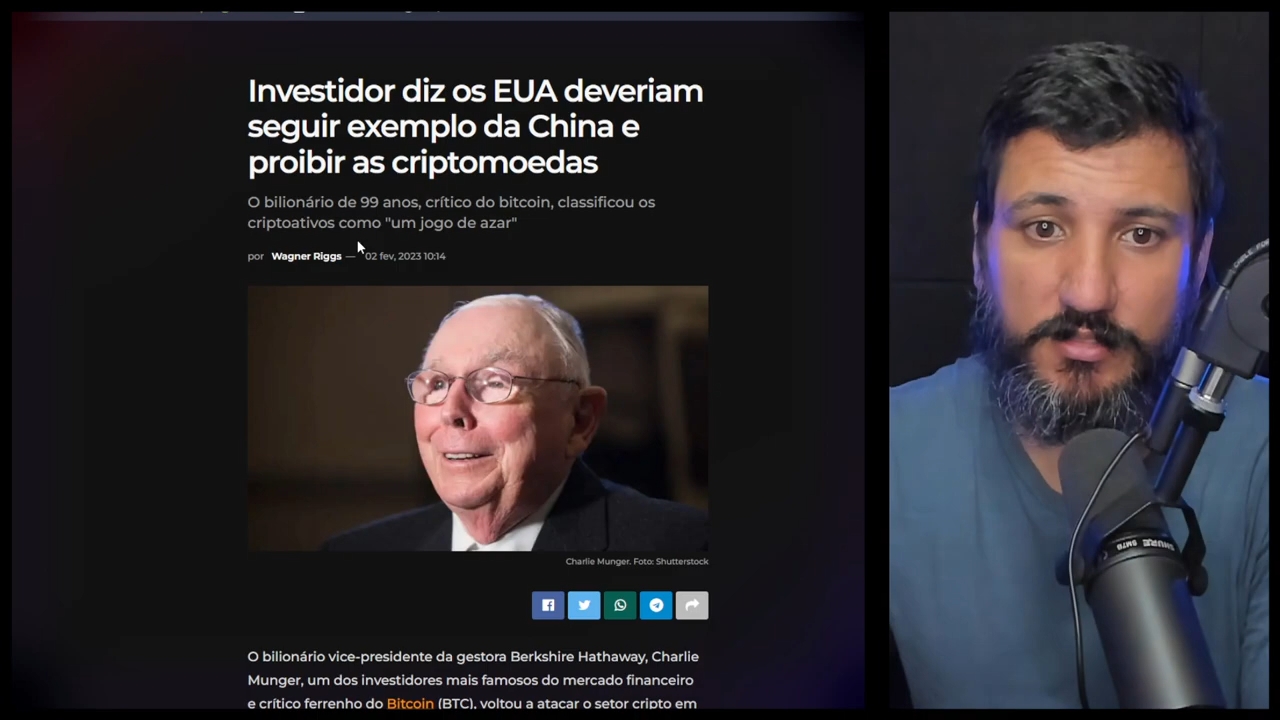 Investidor diz os EUA deveriam
seguir exemplo da China e
proibir as criptomoedas
O bilionário de 99 anos, crítico do bitcoin, classificou os
criptoativos como "um jogo de azar"
por Wagner Riggs — 02 fev, 2023 10:14
Charlie Munger. Foto: Shutterstock
O bilionário vice-presidente da gestora Berkshire Hathaway, Charlie
Munger, um dos investidores mais famosos do mercado financeiro
e crítico ferrenho do Bitcoin (BTC), voltou a atacar o setor cripto em
SHURE SM7B